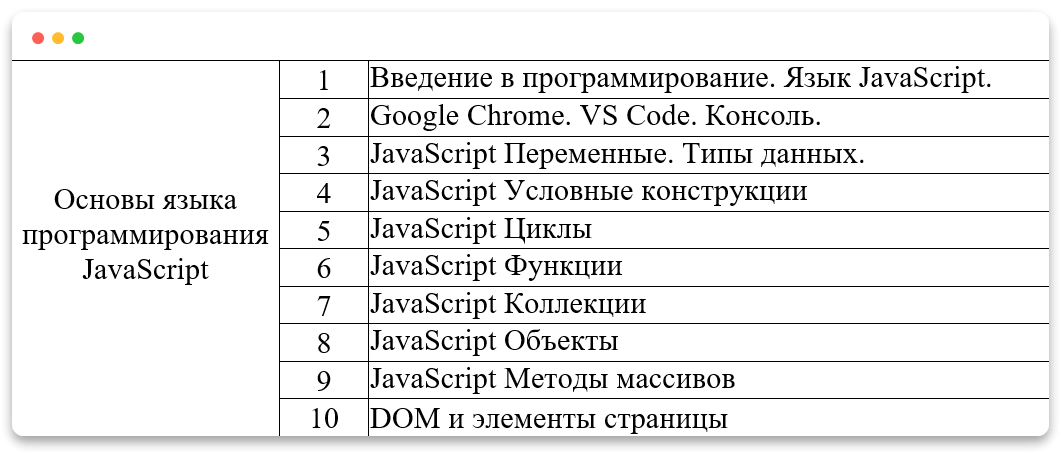 Основы языка
программирования
JavaScript
1 Введение в программирование. Язык JavaScript.
2 Google Chrome. VS Code. Консоль.
3 JavaScript Переменные. Типы данных.
4 JavaScript Условные конструкции
5 JavaScript Циклы
6 JavaScript Функции
7 JavaScript Коллекции
8 JavaScript Объекты
9 JavaScript Методы массивов
10 DOM и элементы страницы